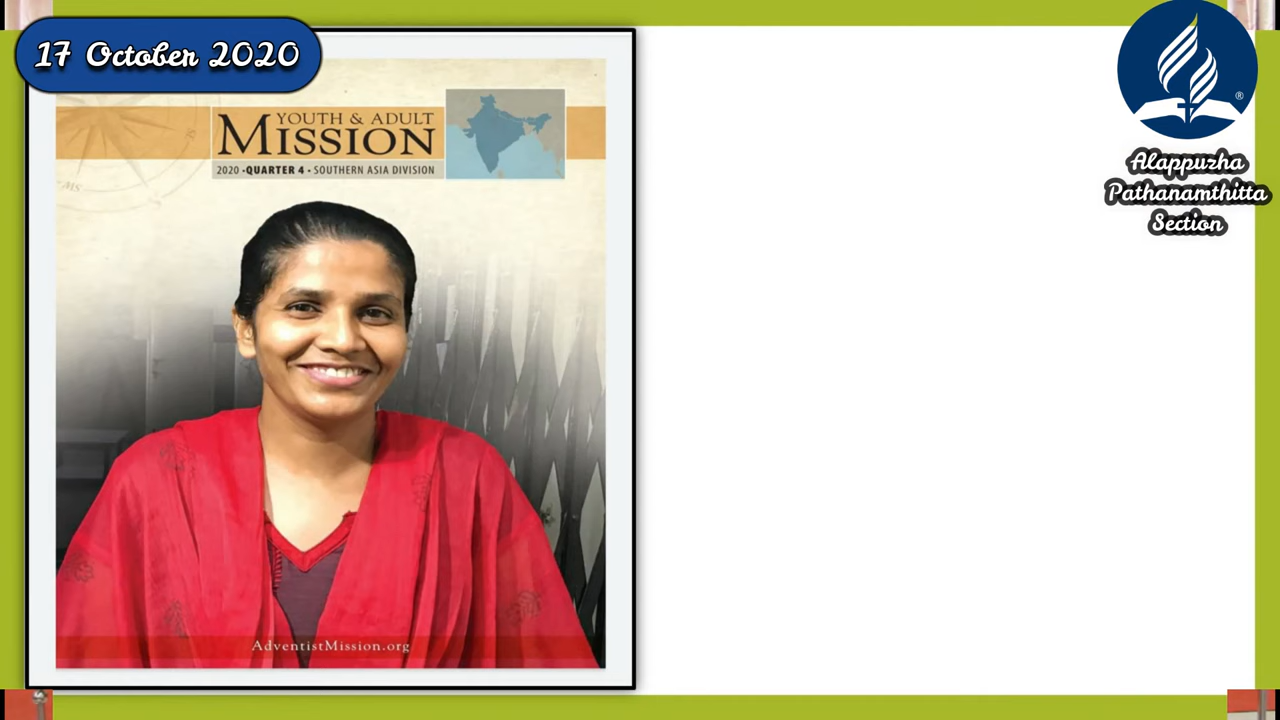 17 October 2020
YOUTH & ADULT
MISSION
2020 • QUARTER 4 • SOUTHERN ASIA DIVISION
AdventistMission.org
®
Alappuzha
Pathanamthitta
Section